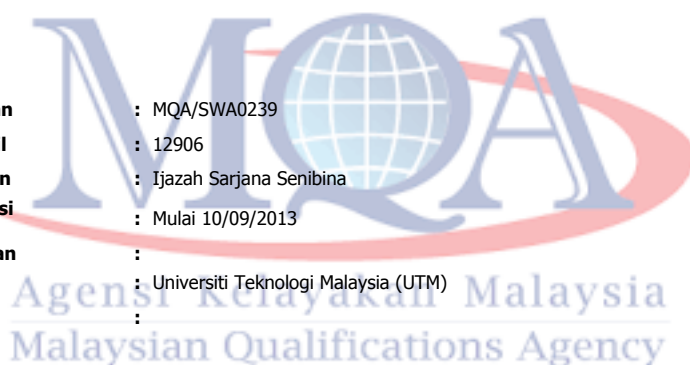 MQA
an : MQA/SWA0239
l : 12906
n : Ijazah Sarjana Senibina
si : Mulai 10/09/2013
an :
: Universiti Teknologi Malaysia (UTM)
:
Agensi Kelayakan Malaysia
Malaysian Qualifications Agency